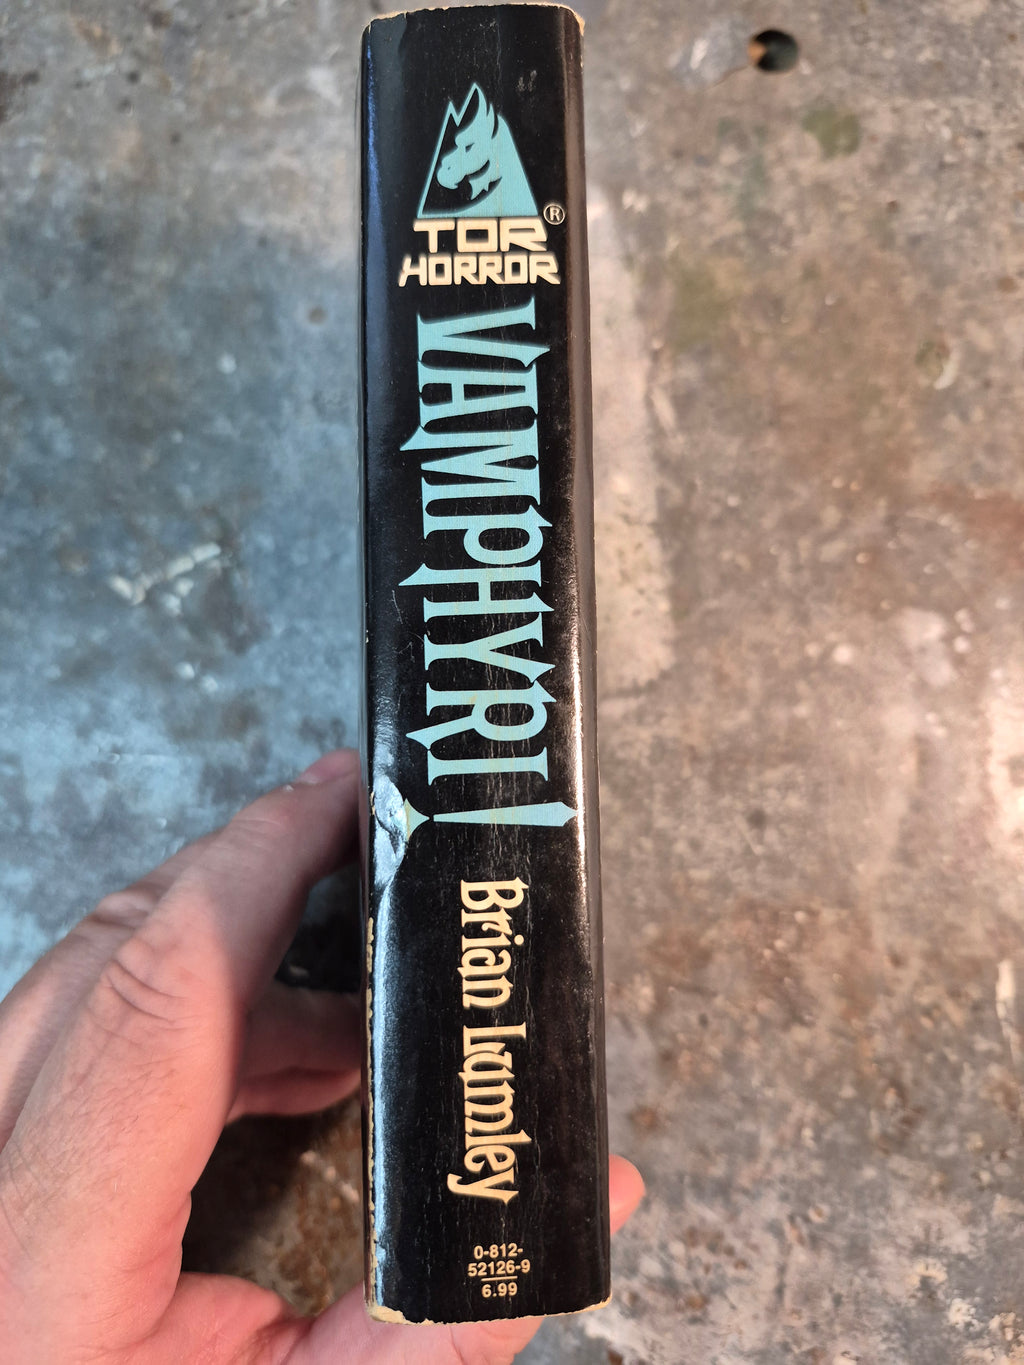 TOR®
HORROR
VAMPHYRI!
Brian Lumley
0-812-
52126-9
6.99